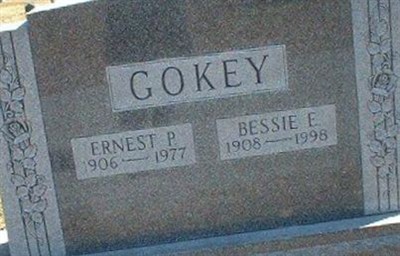 GOKEY
ERNEST P.
1906 — 1977
BESSIE E.
1908 — 1998